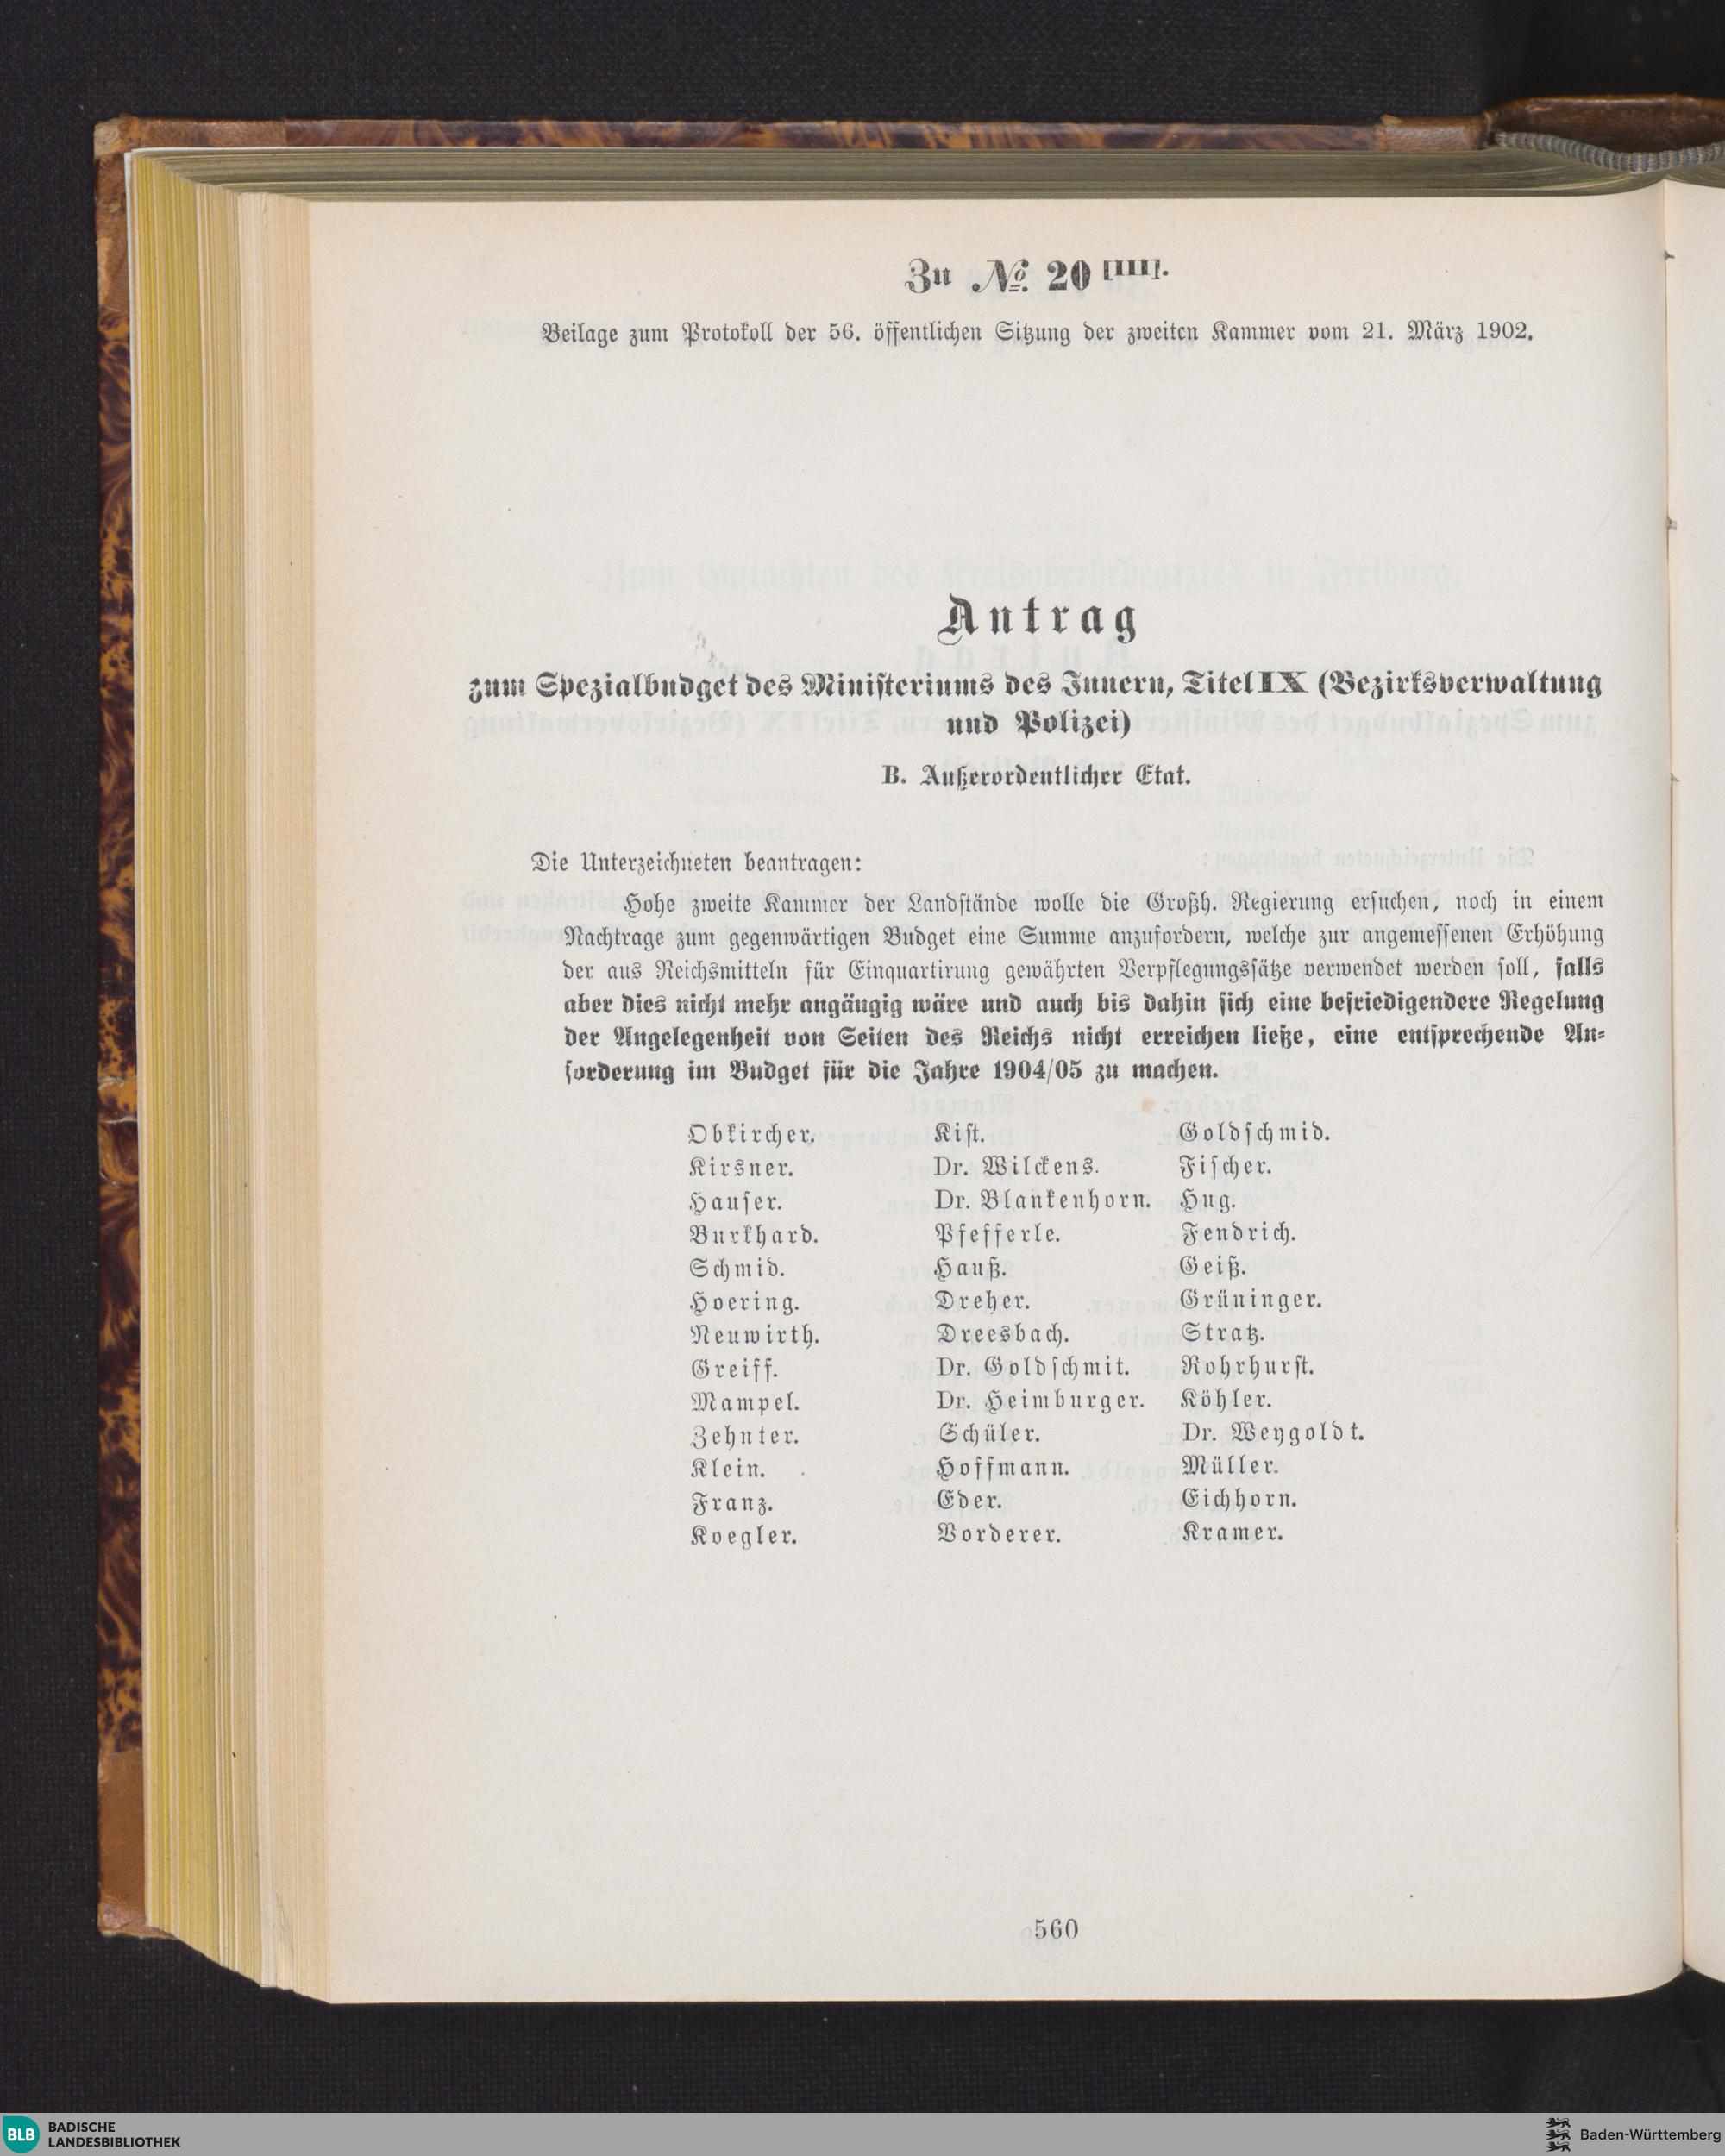 Zu №. 20 [III].
Beilage zum Protokoll der 56. öffentlichen Sitzung der zweiten Kammer vom 21. März 1902.
Antrag
zum Spezialbudget des Ministeriums des Innern, Titel IX (Bezirksverwaltung
und Polizei)
B. Außerordentlicher Etat.
Die Unterzeichneten beantragen:
Hohe zweite Kammer der Landstände wolle die Großh. Regierung ersuchen, noch in einem
Nachtrage zum gegenwärtigen Budget eine Summe anzufordern, welche zur angemessenen Erhöhung
der aus Reichsmitteln für Einquartirung gewährten Verpflegungssätze verwendet werden soll, falls
aber dies nicht mehr angängig wäre und auch bis dahin sich eine befriedigendere Regelung
der Angelegenheit von Seiten des Reichs nicht erreichen ließe, eine entsprechende An-
forderung im Budget für die Jahre 1904/05 zu machen.
Obkircher. Kist. Goldschmid.
Kirsner. Dr. Wilckens. Fischer.
Hauser. Dr. Blankenhorn. Hug.
Burkhard. Pfefferle. Fendrich.
Schmid. Hauß. Geiß.
Hoering. Dreher. Grüninger.
Neuwirth. Dreesbach. Stratz.
Greiff. Dr. Goldschmit. Rohrhurst.
Mampel. Dr. Heimburger. Köhler.
Zehnter. Schüler. Dr. Weygoldt.
Klein. Hoffmann. Müller.
Franz. Eder. Eichhorn.
Koegler. Vorderer. Kramer.
560
BLB BADISCHE
LANDESBIBLIOTHEK
Baden-Württemberg